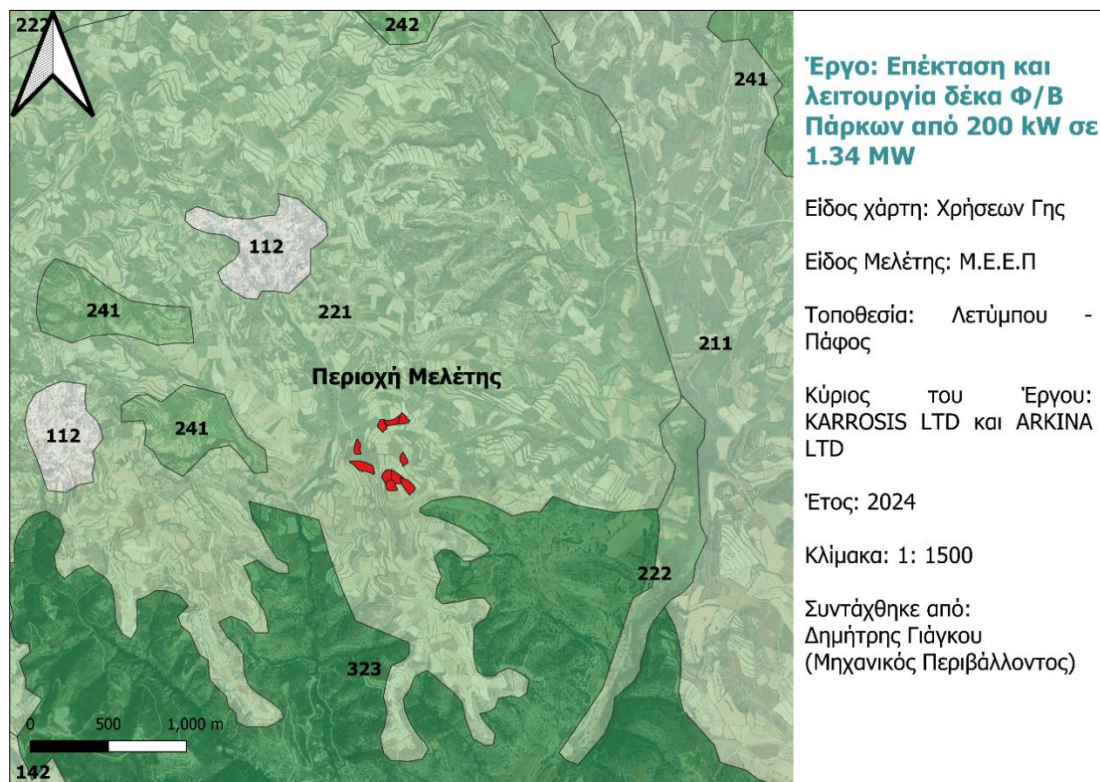 222
242
241
112
241
221
211
Περιοχή Μελέτης
112
241
222
323
0 500 1,000 m
142
Έργο: Επέκταση και
λειτουργία δέκα Φ/Β
Πάρκων από 200 kW σε
1.34 MW
Είδος χάρτη: Χρήσεων Γης
Είδος Μελέτης: Μ.Ε.Ε.Π
Τοποθεσία: Λετύμπου -
Πάφος
Κύριος του Έργου:
KARROSIS LTD και ARKINA
LTD
Έτος: 2024
Κλίμακα: 1: 1500
Συντάχθηκε από:
Δημήτρης Γιάγκου
(Μηχανικός Περιβάλλοντος)